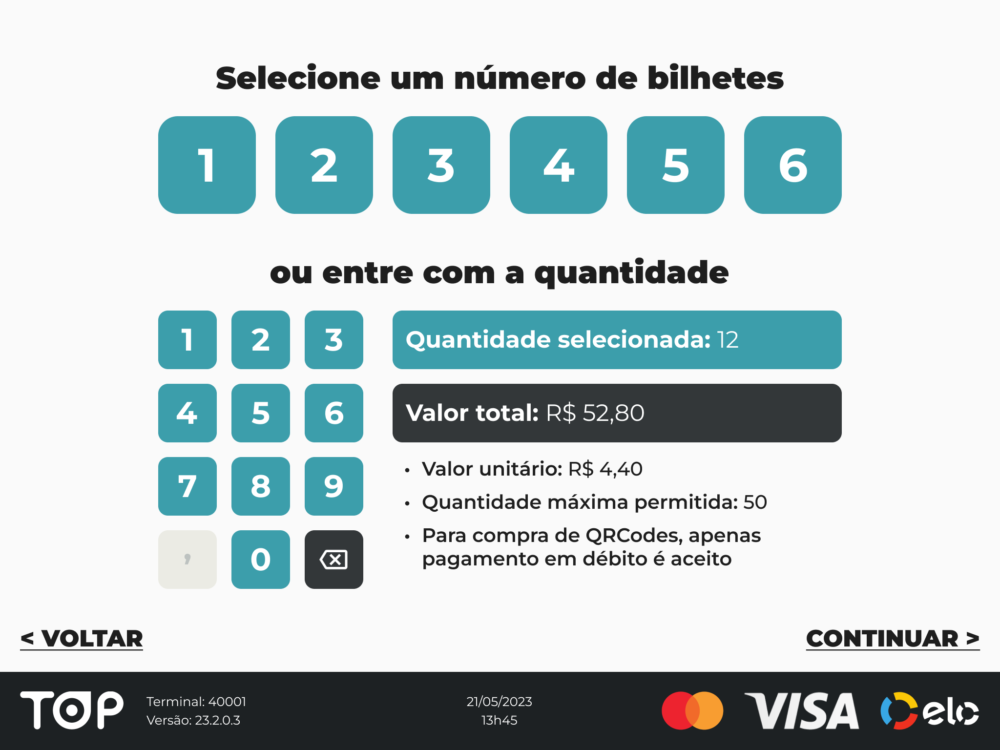 Selecione um número de bilhetes
1 2 3 4 5 6
ou entre com a quantidade
1 2 3
4 5 6
7 8 9
, 0
Quantidade selecionada: 12
Valor total: R$ 52,80
• Valor unitário: R$ 4,40
• Quantidade máxima permitida: 50
• Para compra de QRCodes, apenas
pagamento em débito é aceito
< VOLTAR
CONTINUAR >
TOP
Terminal: 40001
Versão: 23.2.0.3
21/05/2023
13h45
VISA
elo